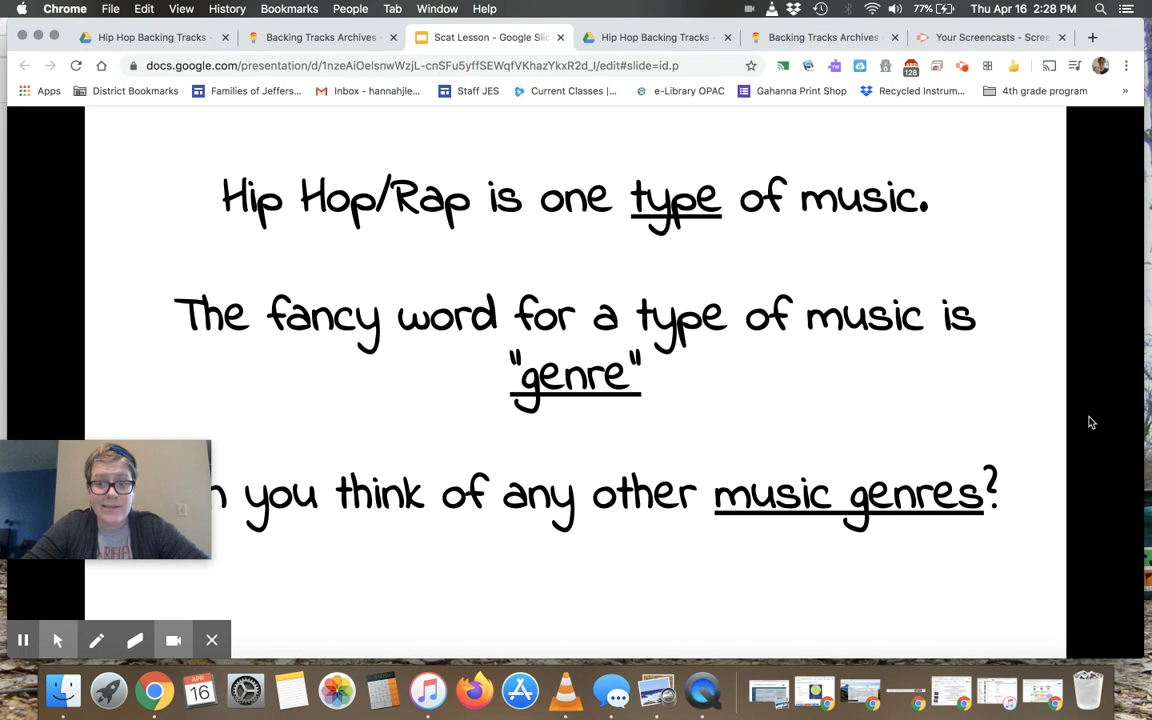 Chrome File Edit View History Bookmarks People Tab Window Help 77% Thu Apr 16 2:28 PM
Hip Hop Backing Tracks - Backing Tracks Archives - Scat Lesson - Google Slid Hip Hop Backing Tracks - Backing Tracks Archives - Your Screencasts - Scree
docs.google.com/presentation/d/1nzeAiOelsnwWzjL-cnSFu5yffSEWqfVKhazYkxR2d_I/edit#slide=id.p 128
Apps District Bookmarks Families of Jeffers... Inbox - hannahjle... Staff JES Current Classes |... e-Library OPAC Gahanna Print Shop Recycled Instrum... 4th grade program »
Hip Hop/Rap is one type of music.
The fancy word for a type of music is
"genre"
n you think of any other music genres?
APR
16